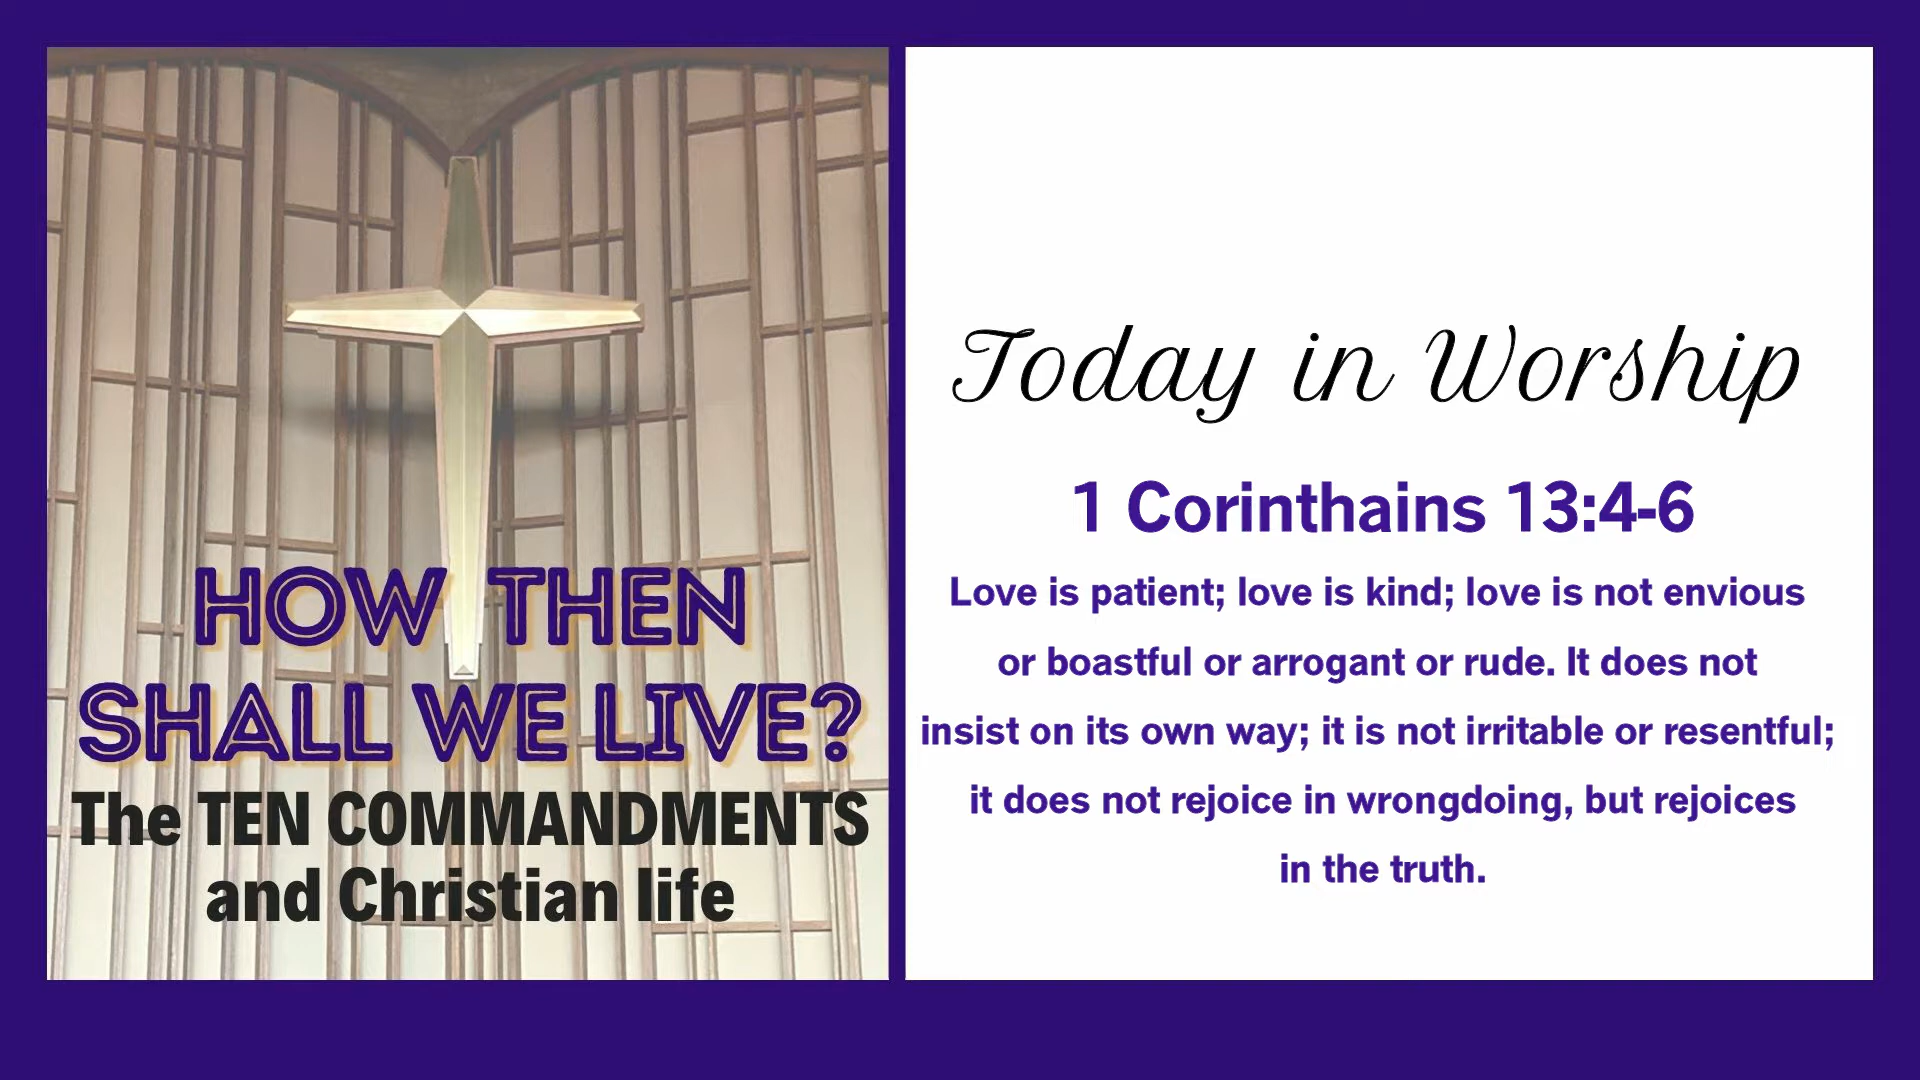 HOW THEN
SHALL WE LIVE?
The TEN COMMANDMENTS
and Christian life
Today in Worship
1 Corinthains 13:4-6
Love is patient; love is kind; love is not envious
or boastful or arrogant or rude. It does not
insist on its own way; it is not irritable or resentful;
it does not rejoice in wrongdoing, but rejoices
in the truth.